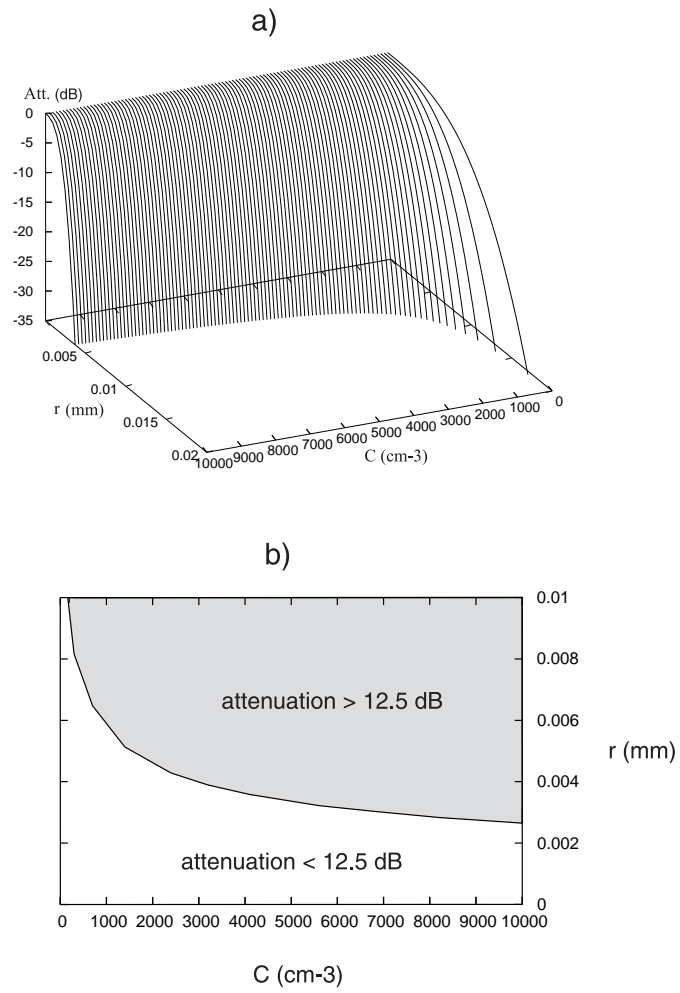 a)
Att. (dB)
0
-5
-10
-15
-20
-25
-30
-35
0.005
0.01
0.015
0.02
r (mm)
10000 9000 8000 7000 6000 5000 4000 3000 2000 1000 0
C (cm-3)
b)
0.01
0.008
attenuation > 12.5 dB
0.006
r (mm)
0.004
0.002
attenuation < 12.5 dB
0
0 1000 2000 3000 4000 5000 6000 7000 8000 9000 10000
C (cm-3)